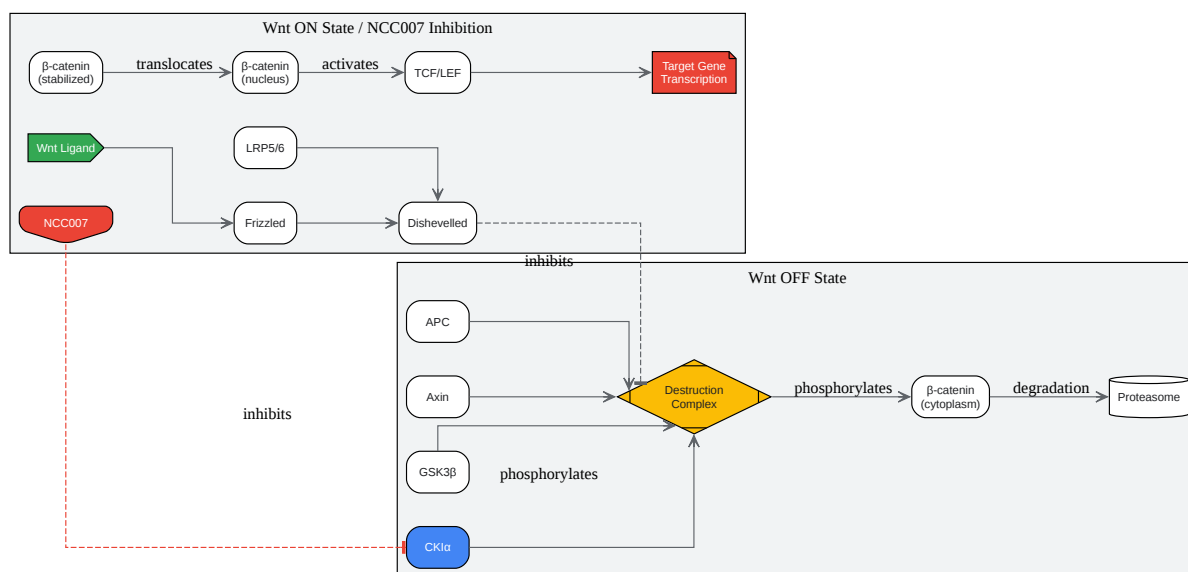 Wnt ON State / NCC007 Inhibition
β-catenin
(stabilized)
translocates
β-catenin
(nucleus)
activates
TCF/LEF
Target Gene
Transcription
Wnt Ligand
LRP5/6
NCC007
Frizzled
Dishevelled
inhibits
Wnt OFF State
APC
Axin
Destruction
Complex
phosphorylates
β-catenin
(cytoplasm)
degradation
Proteasome
inhibits
GSK3β
phosphorylates
CKIα